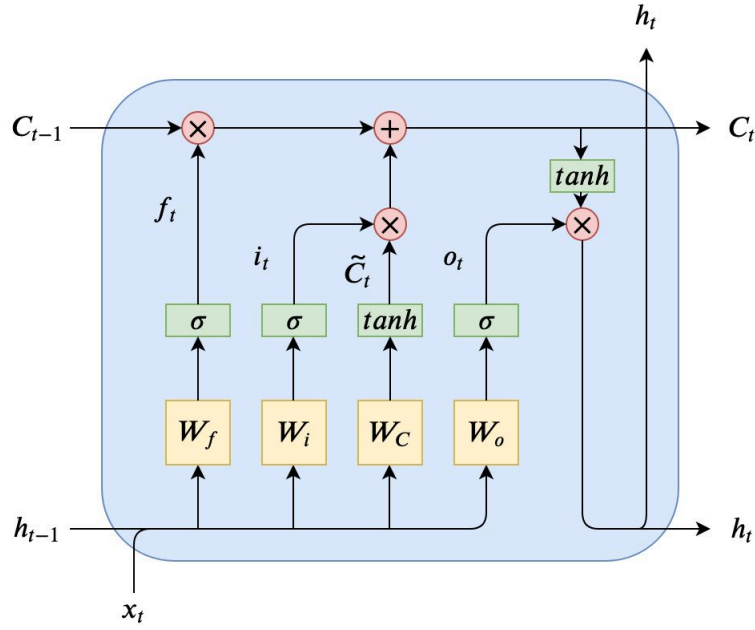 h_t
C_{t-1} × + C_t
tanh
f_t × ×
i_t C̃_t o_t
σ σ tanh σ
W_f W_i W_C W_o
h_{t-1} h_t
x_t